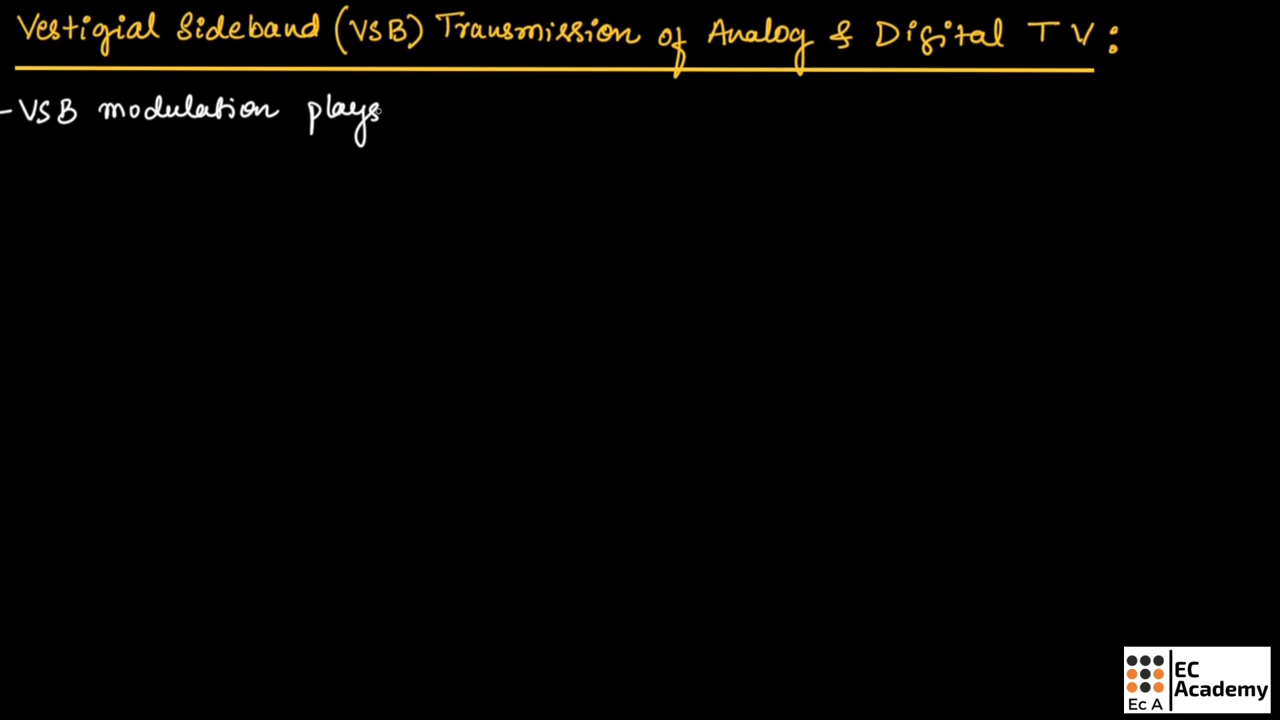 Vestigial Sideband (VSB) Transmission of Analog & Digital TV:
- VSB modulation plays
EC
Academy
Ec A